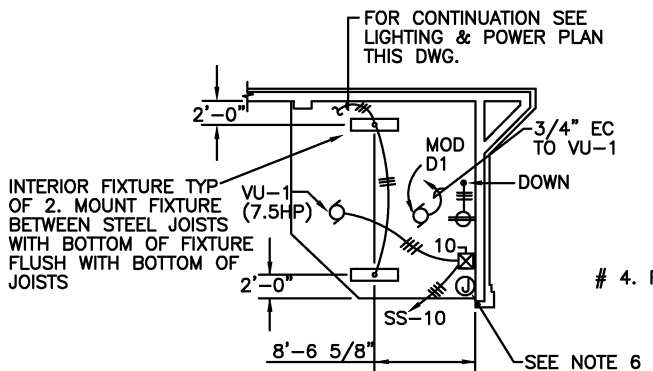 FOR CONTINUATION SEE
LIGHTING & POWER PLAN
THIS DWG.
2'-0"
3/4" EC
TO VU-1
MOD
D1
DOWN
INTERIOR FIXTURE TYP
OF 2. MOUNT FIXTURE
BETWEEN STEEL JOISTS
WITH BOTTOM OF FIXTURE
FLUSH WITH BOTTOM OF
JOISTS
VU-1
(7.5HP)
10
2'-0"
J
# 4. F
SS-10
8'-6 5/8"
SEE NOTE 6